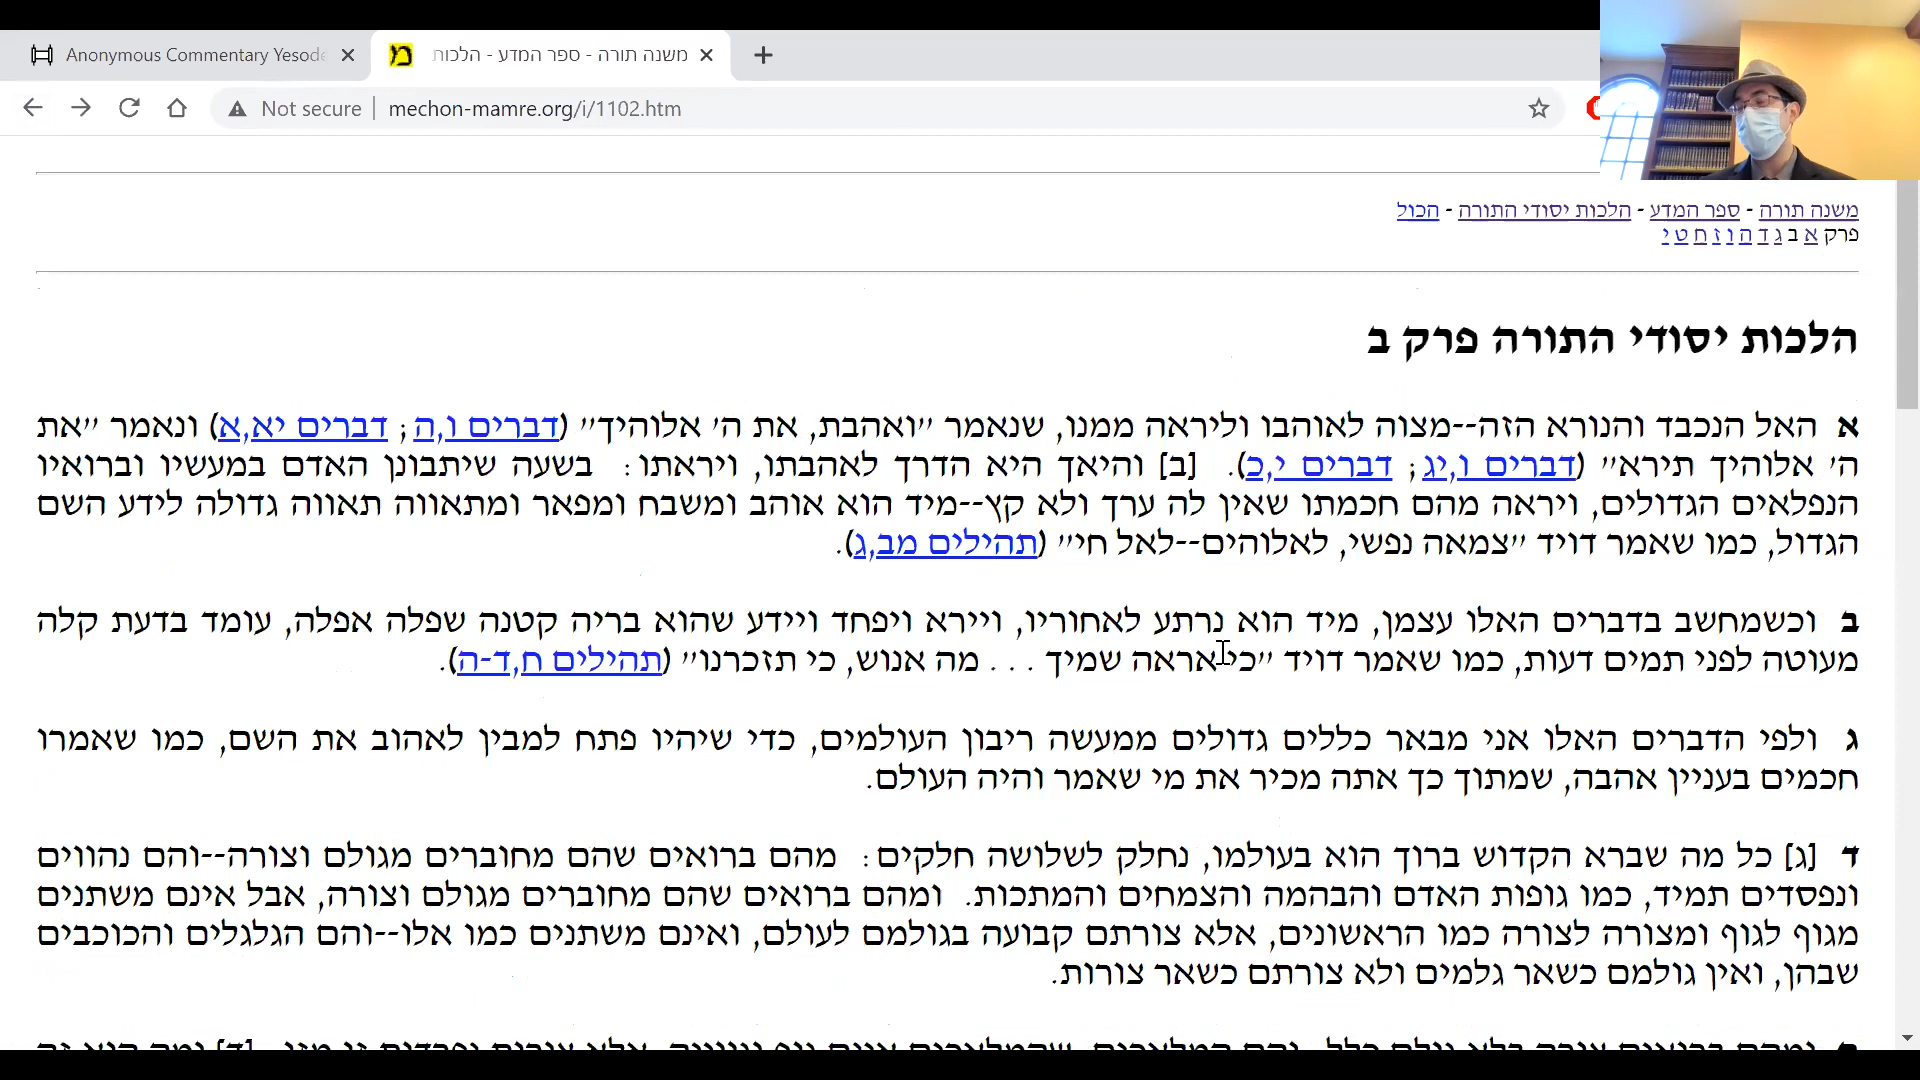 Anonymous Commentary Yesode
משנה תורה - ספר המדע - הלכות
Not secure
mechon-mamre.org/i/1102.htm
משנה תורה - ספר המדע - הלכות יסודי התורה - הכול
פרק א ב ג ד ה ו ז ח ט י
הלכות יסודי התורה פרק ב
א האל הנכבד והנורא הזה--מצוה לאוהבו וליראה ממנו, שנאמר "ואהבת, את ה' אלוהיך" (דברים ו,ה; דברים יא,א) ונאמר "את
ה' אלוהיך תירא" (דברים ו,יג; דברים י,כ). [ב] והיאך היא הדרך לאהבתו, ויראתו: בשעה שיתבונן האדם במעשיו וברואיו
הנפלאים הגדולים, ויראה מהם חכמתו שאין לה ערך ולא קץ--מיד הוא אוהב ומשבח ומפאר ומתאווה תאווה גדולה לידע השם
הגדול, כמו שאמר דויד "צמאה נפשי, לאלוהים--לאל חי" (תהילים מב,ג).
ב וכשמחשב בדברים האלו עצמן, מיד הוא נרתע לאחוריו, ויירא ויפחד ויידע שהוא בריה קטנה שפלה אפלה, עומד בדעת קלה
מעוטה לפני תמים דעות, כמו שאמר דויד "כי אראה שמיך . . . מה אנוש, כי תזכרנו" (תהילים ח,ד-ה).
ג ולפי הדברים האלו אני מבאר כללים גדולים ממעשה ריבון העולמים, כדי שיהיו פתח למבין לאהוב את השם, כמו שאמרו
חכמים בעניין אהבה, שמתוך כך אתה מכיר את מי שאמר והיה העולם.
ד [ג] כל מה שברא הקדוש ברוך הוא בעולמו, נחלק לשלושה חלקים: מהם ברואים שהם מחוברים מגולם וצורה--והם נהווים
ונפסדים תמיד, כמו גופות האדם והבהמה והצמחים והמתכות. ומהם ברואים שהם מחוברים מגולם וצורה, אבל אינם משתנים
מגוף לגוף ומצורה לצורה כמו הראשונים, אלא צורתם קבועה בגולמם לעולם, ואינם משתנים כמו אלו--והם הגלגלים והכוכבים
שבהן, ואין גולמם כשאר גלמים ולא צורתם כשאר צורות.